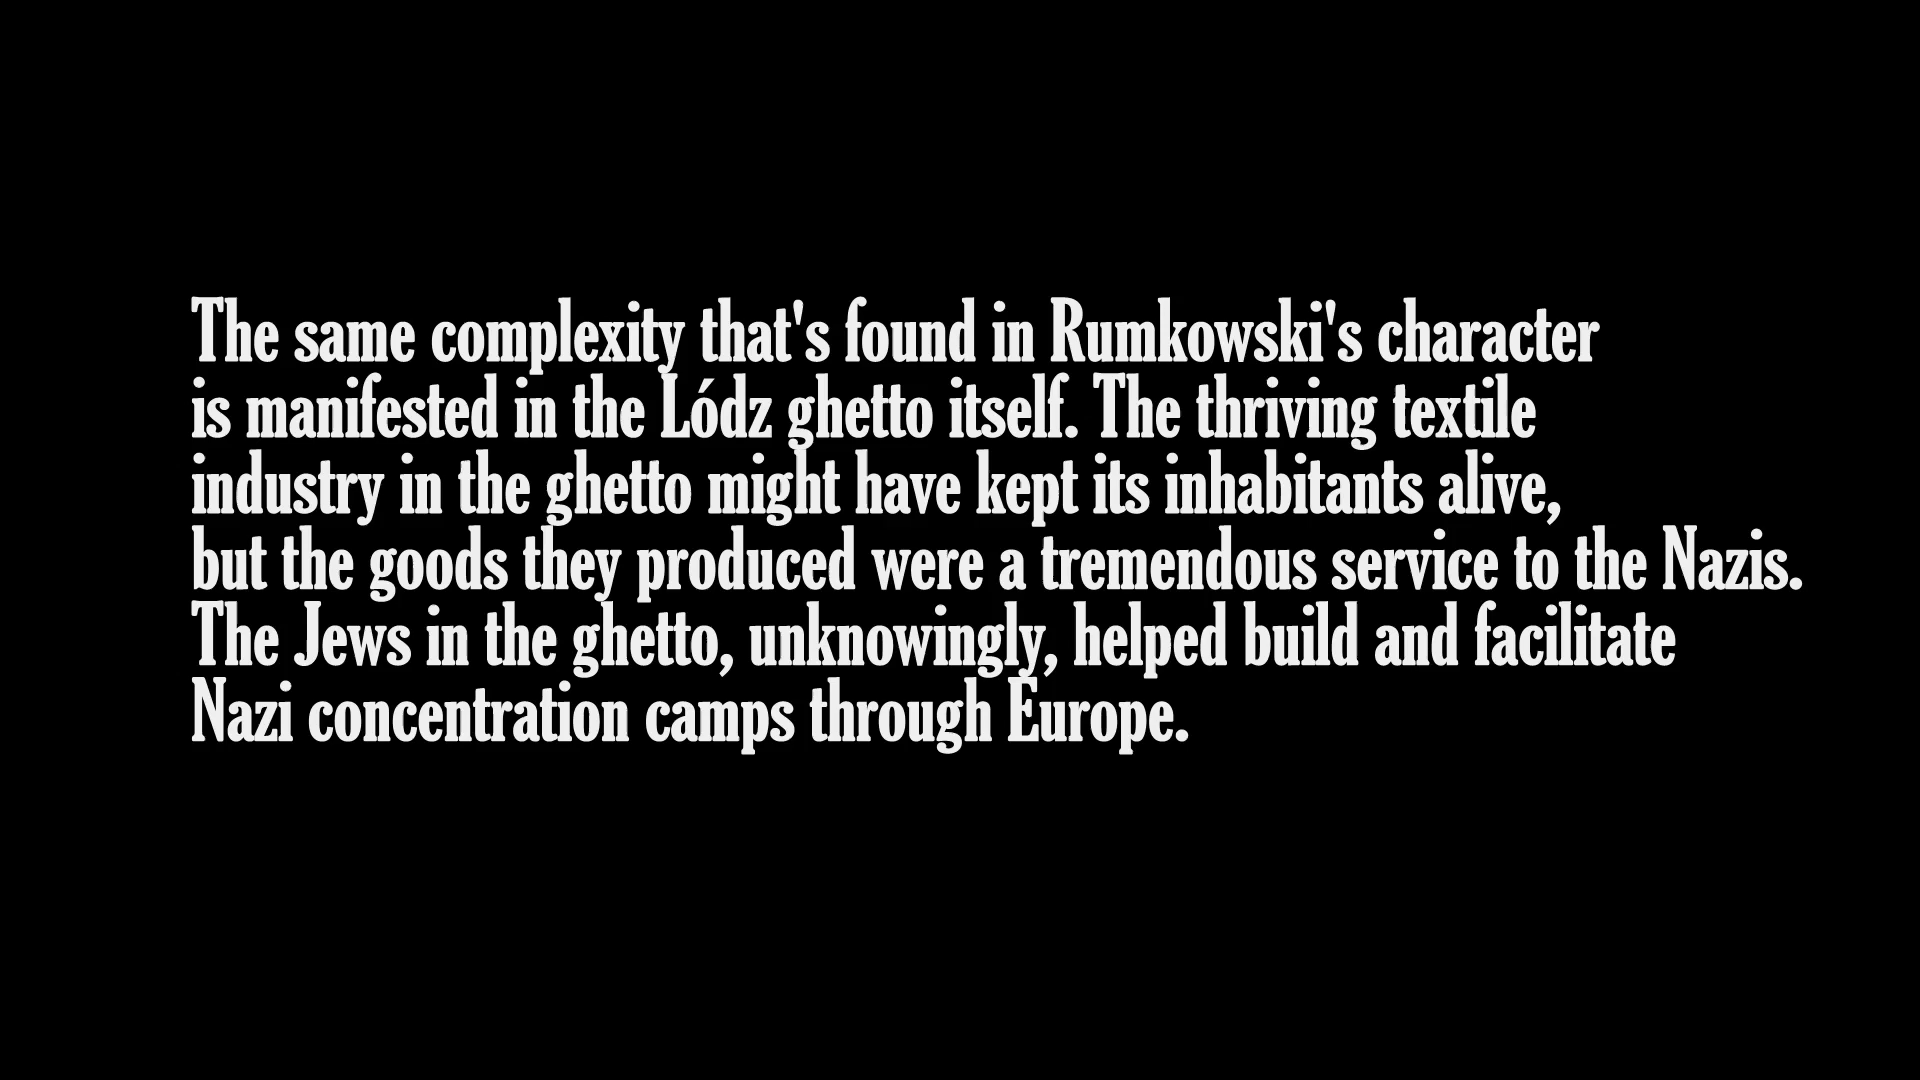 The same complexity that's found in Rumkowski's character
is manifested in the Lódz ghetto itself. The thriving textile
industry in the ghetto might have kept its inhabitants alive,
but the goods they produced were a tremendous service to the Nazis.
The Jews in the ghetto, unknowingly, helped build and facilitate
Nazi concentration camps through Europe.